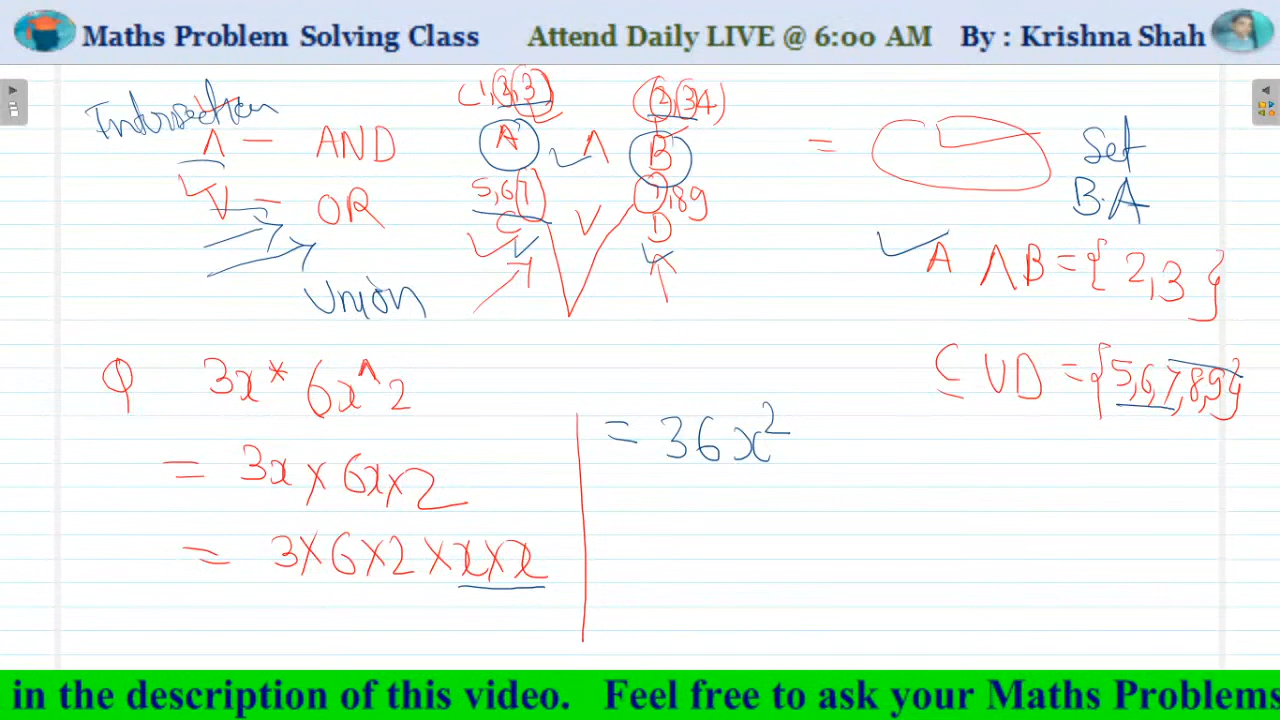 Maths Problem Solving Class Attend Daily LIVE @ 6:00 AM By : Krishna Shah
Intersection
∧ — AND
V — OR
Union
(1,2,3) (2,3 4)
A ∧ B =
5,6,7 7,8 9
C V D
Set
B.A
A ∧ B = { 2,3 }
C U D = {5,6,7,8,9}
Q 3x * 6x ^ 2
= 3x × 6x × 2
= 3 × 6 × 2 × x × x
= 36x²
in the description of this video. Feel free to ask your Maths Problems